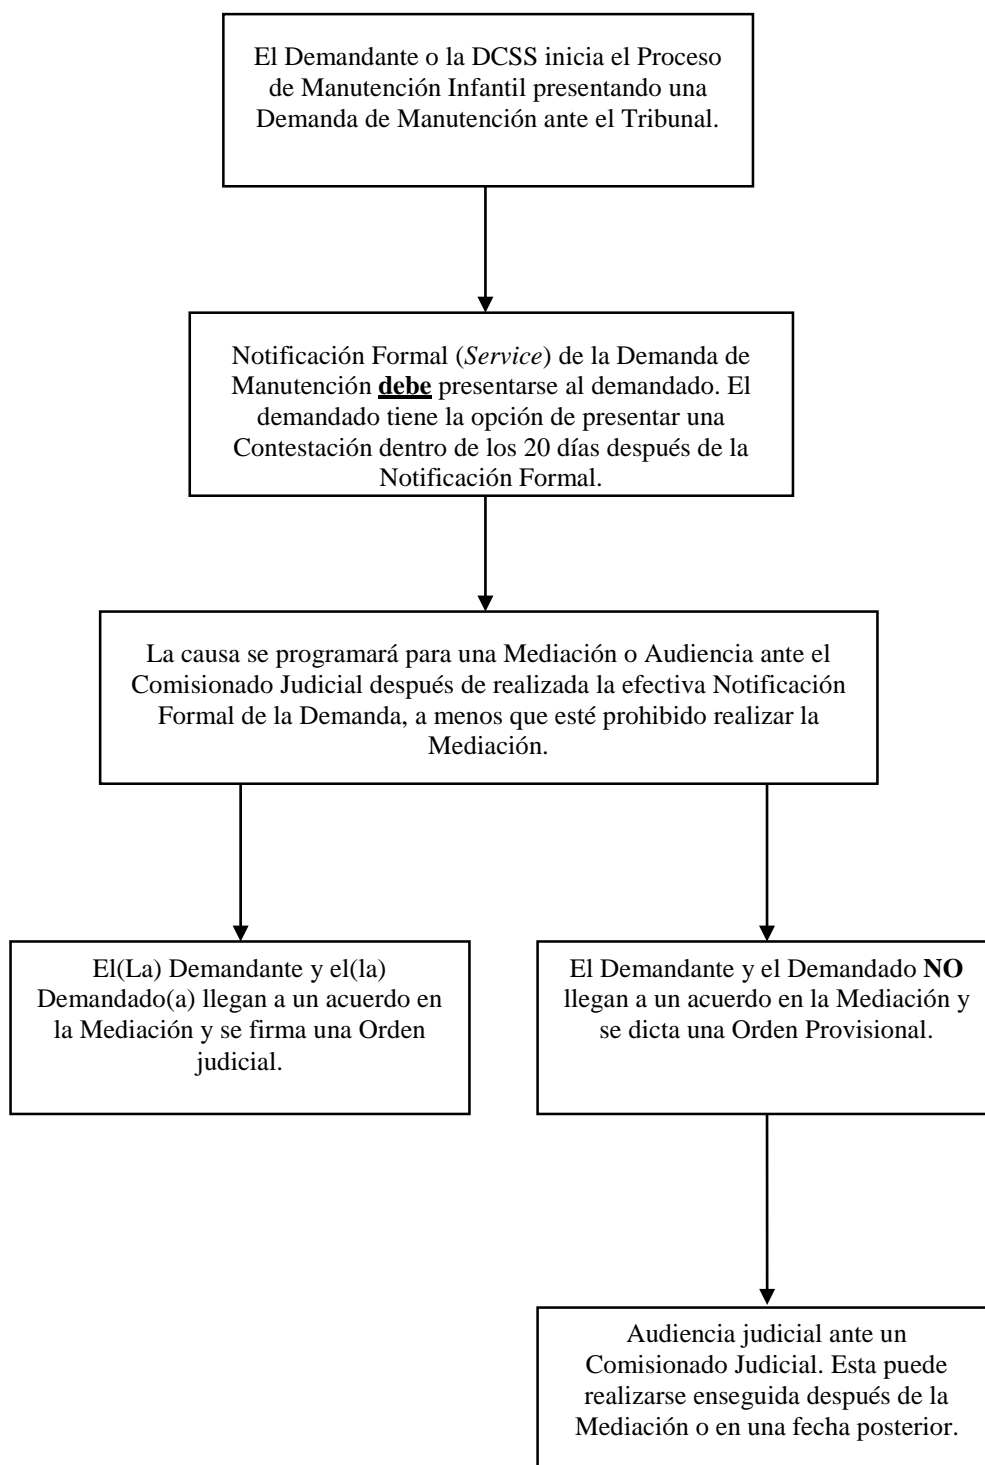 El Demandante o la DCSS inicia el Proceso
de Manutención Infantil presentando una
Demanda de Manutención ante el Tribunal.
Notificación Formal (Service) de la Demanda de
Manutención debe presentarse al demandado. El
demandado tiene la opción de presentar una
Contestación dentro de los 20 días después de la
Notificación Formal.
La causa se programará para una Mediación o Audiencia ante el
Comisionado Judicial después de realizada la efectiva Notificación
Formal de la Demanda, a menos que esté prohibido realizar la
Mediación.
El(La) Demandante y el(la)
Demandado(a) llegan a un acuerdo en
la Mediación y se firma una Orden
judicial.
El Demandante y el Demandado NO
llegan a un acuerdo en la Mediación y
se dicta una Orden Provisional.
Audiencia judicial ante un
Comisionado Judicial. Esta puede
realizarse enseguida después de la
Mediación o en una fecha posterior.